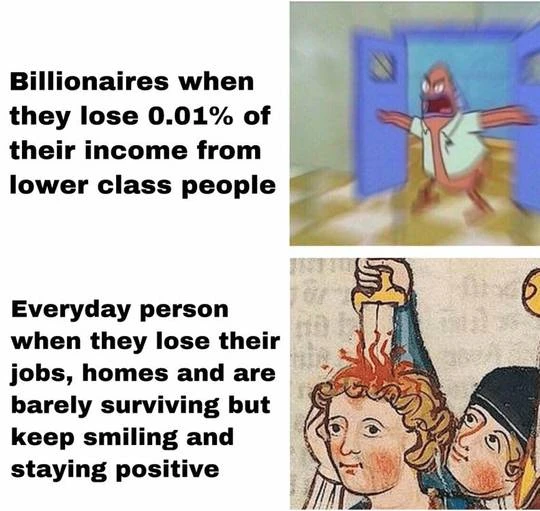 Billionaires when
they lose 0.01% of
their income from
lower class people
Everyday person
when they lose their
jobs, homes and are
barely surviving but
keep smiling and
staying positive